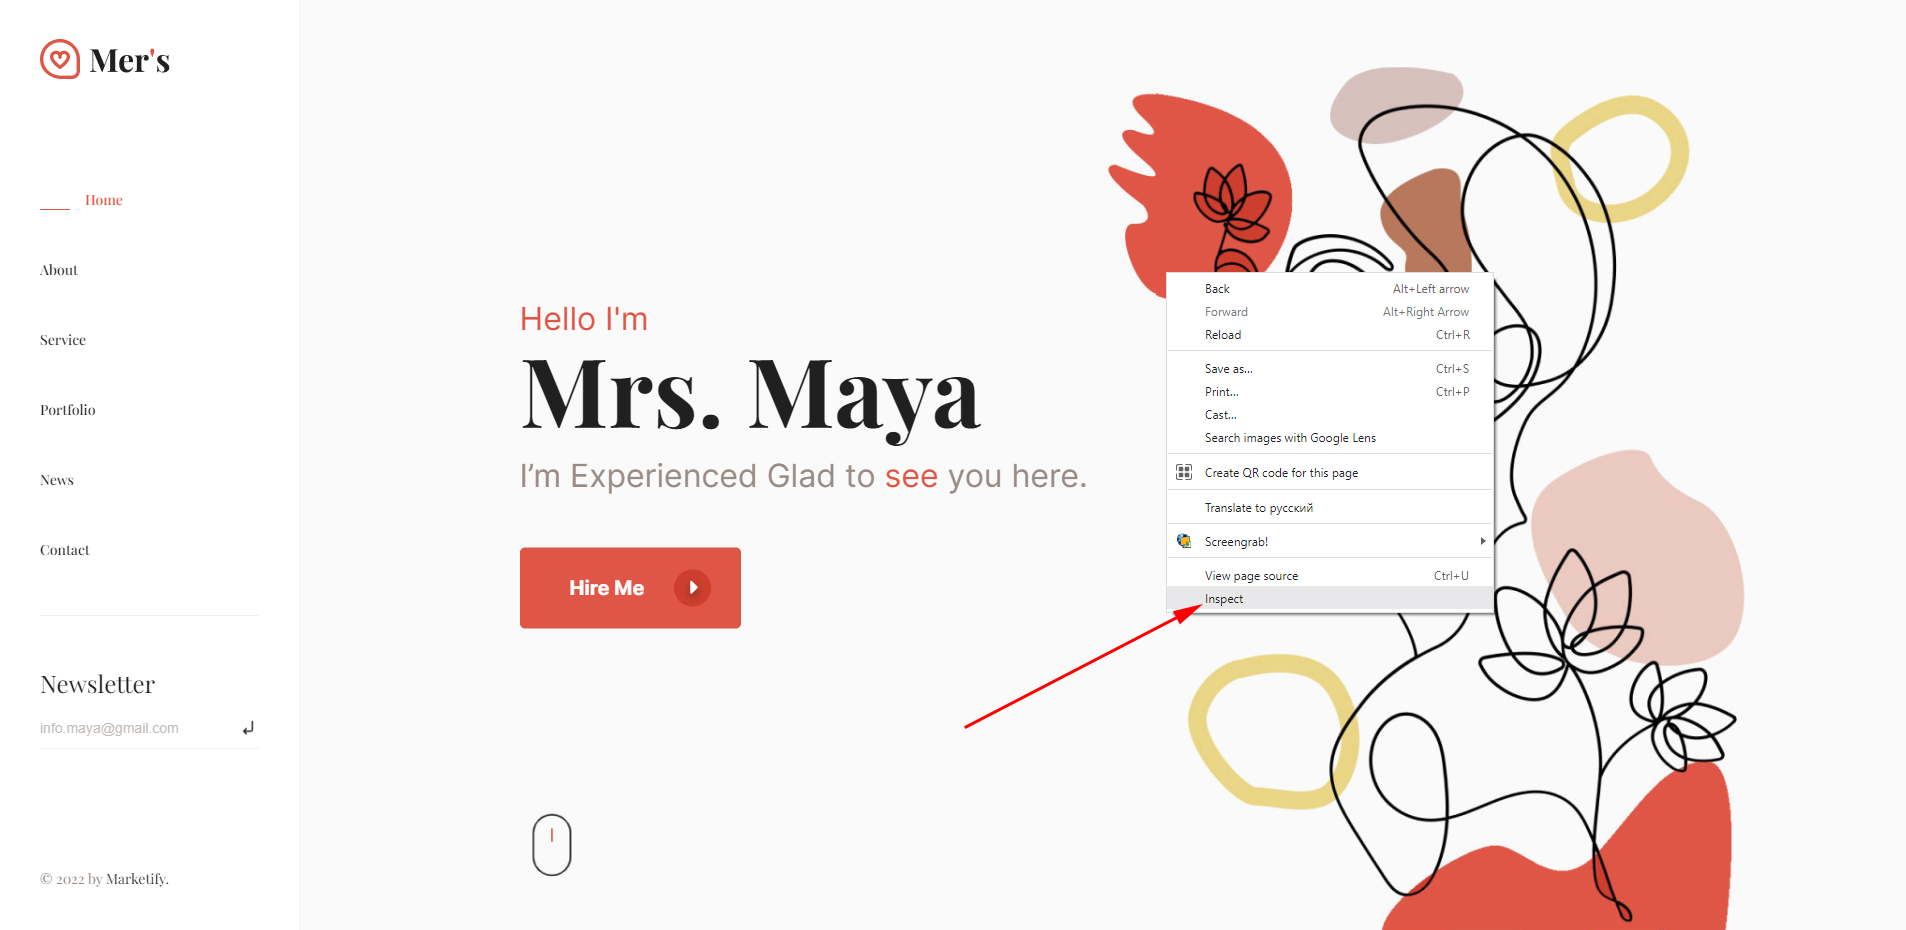 Mer's
Home
About
Service
Portfolio
News
Contact
Newsletter
info.maya@gmail.com
© 2022 by Marketify.
Hello I'm
Mrs. Maya
I’m Experienced Glad to see you here.
Hire Me
Back Alt+Left arrow
Forward Alt+Right Arrow
Reload Ctrl+R
Save as... Ctrl+S
Print... Ctrl+P
Cast...
Search images with Google Lens
Create QR code for this page
Translate to русский
Screengrab!
View page source Ctrl+U
Inspect